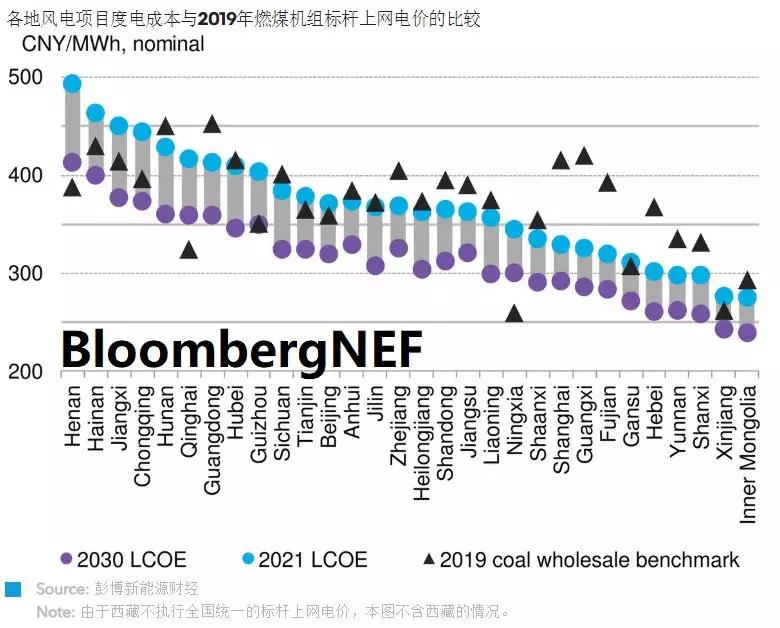 各地风电项目度电成本与2019年燃煤机组标杆上网电价的比较
CNY/MWh, nominal
500
400
300
200
BloombergNEF
Henan
Hainan
Jiangxi
Chongqing
Hunan
Qinghai
Guangdong
Hubei
Guizhou
Sichuan
Tianjin
Beijing
Anhui
Jilin
Zhejiang
Heilongjiang
Shandong
Jiangsu
Liaoning
Ningxia
Shaanxi
Shanghai
Guangxi
Fujian
Gansu
Hebei
Yunnan
Shanxi
Xinjiang
Inner Mongolia
2030 LCOE
2021 LCOE
2019 coal wholesale benchmark
Source: 彭博新能源财经
Note: 由于西藏不执行全国统一的标杆上网电价，本图不含西藏的情况。